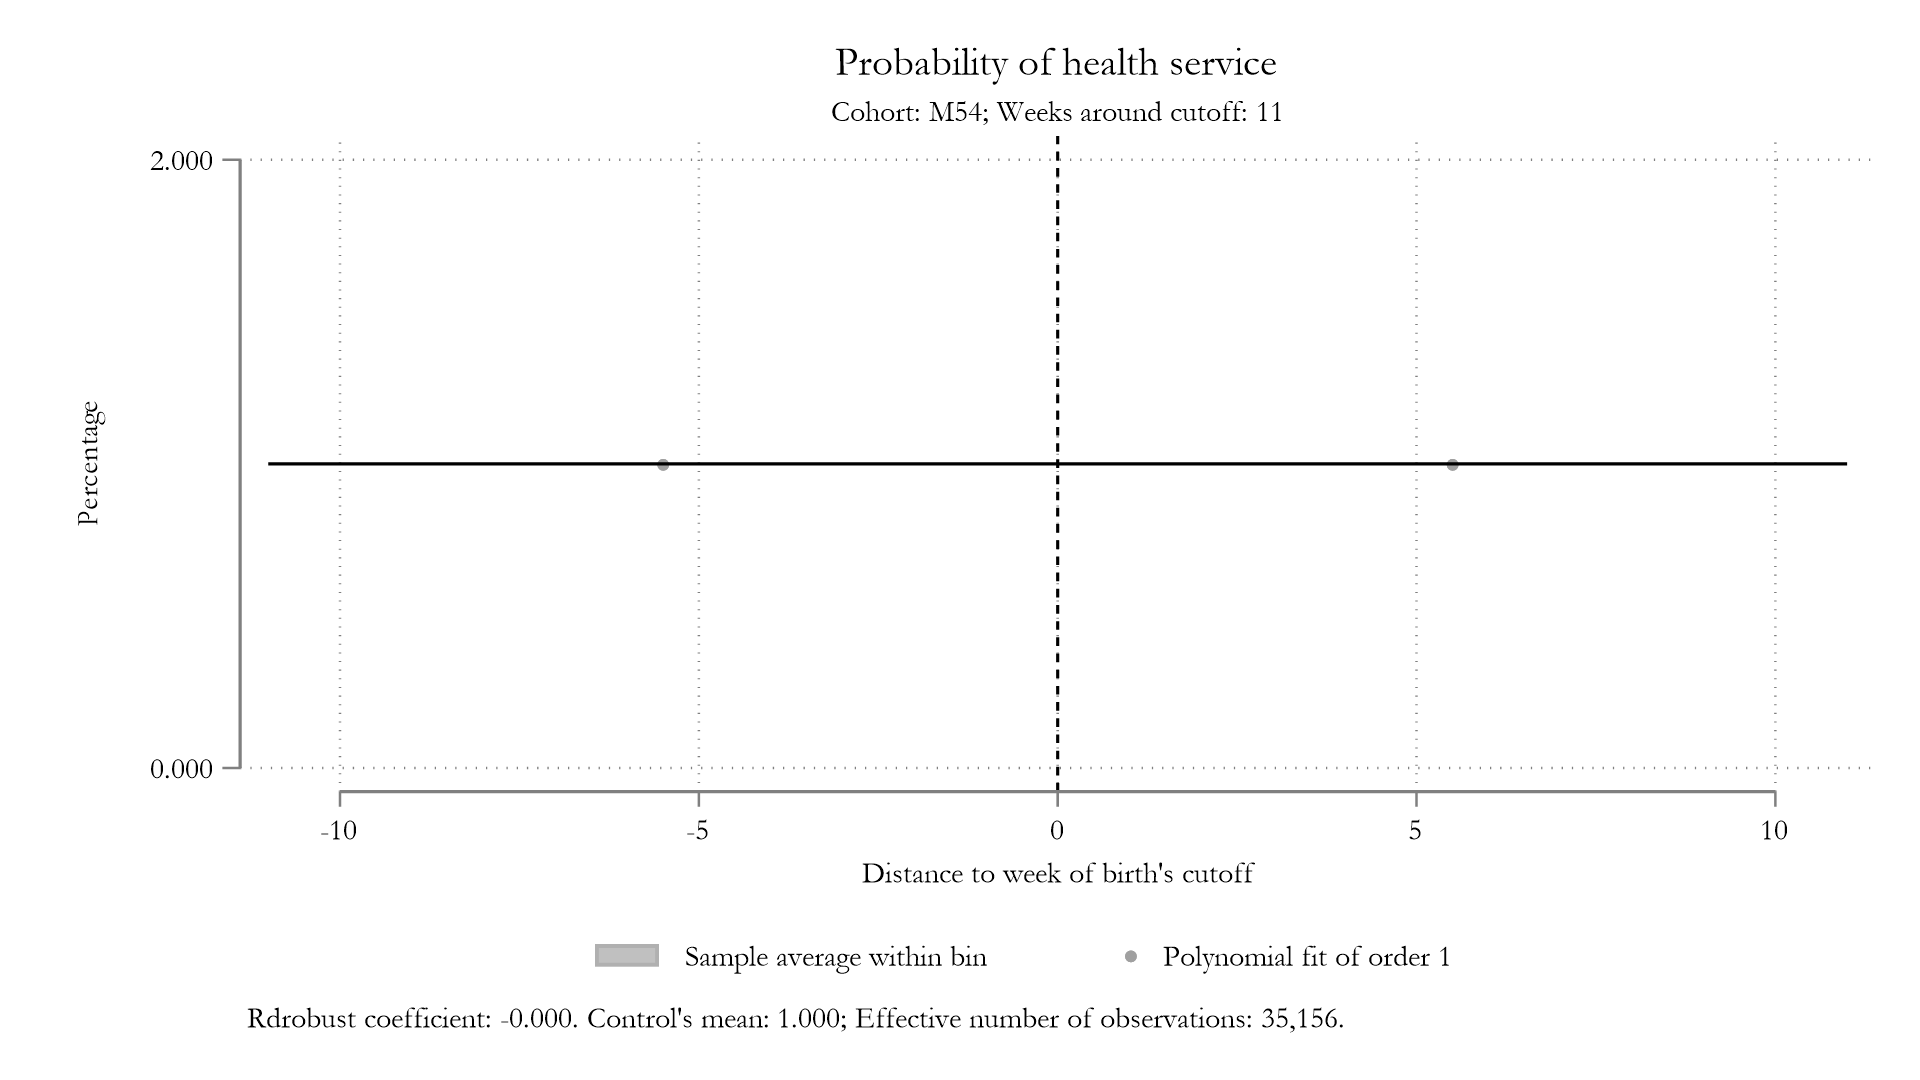 Probability of health service
Cohort: M54; Weeks around cutoff: 11
2.000
0.000
Percentage
-10 -5 0 5 10
Distance to week of birth's cutoff
Sample average within bin Polynomial fit of order 1
Rdrobust coefficient: -0.000. Control's mean: 1.000; Effective number of observations: 35,156.